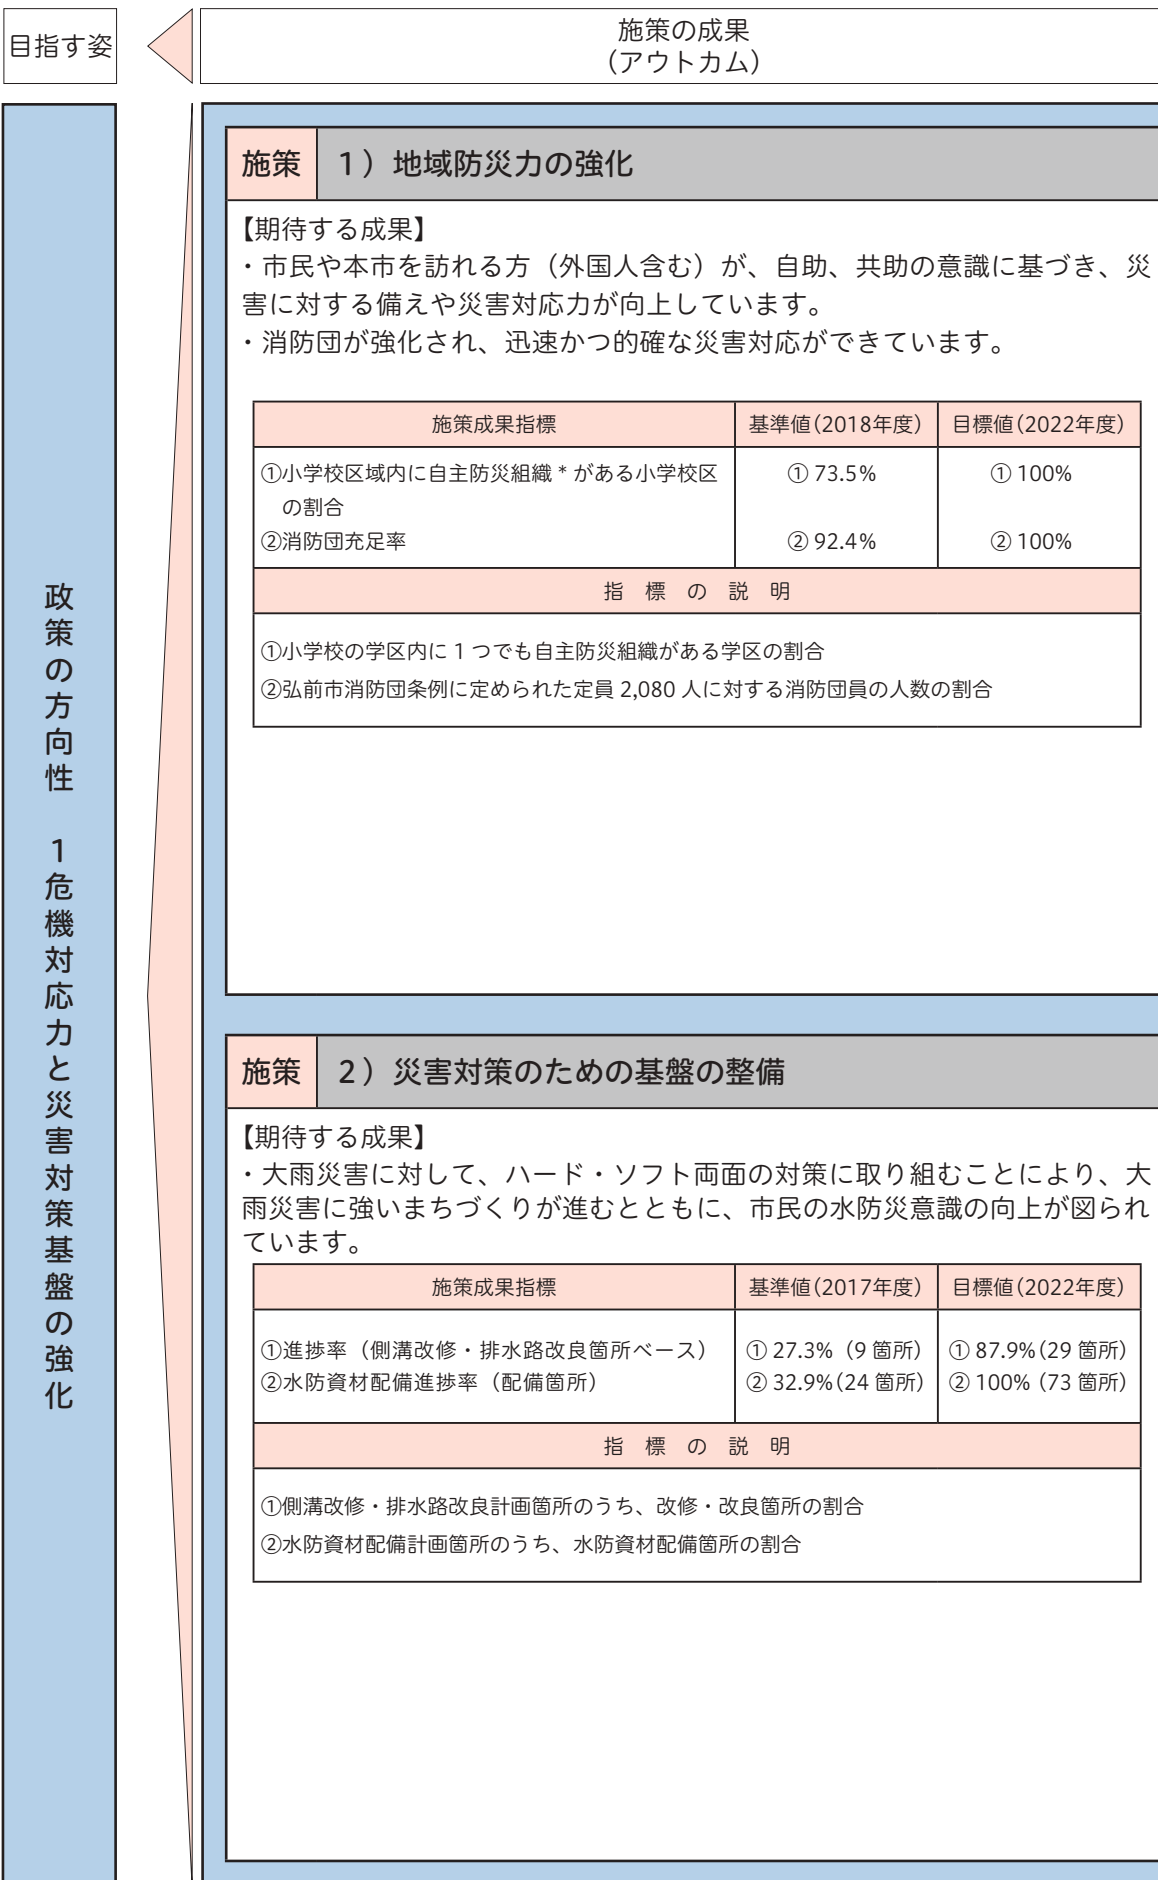 目指す姿
施策の成果
（アウトカム）
政策の方向性　1危機対応力と災害対策基盤の強化
施策 1）地域防災力の強化
【期待する成果】
・市民や本市を訪れる方（外国人含む）が、自助、共助の意識に基づき、災
害に対する備えや災害対応力が向上しています。
・消防団が強化され、迅速かつ的確な災害対応ができています。
施策成果指標 基準値(2018年度) 目標値(2022年度)
①小学校区域内に自主防災組織 * がある小学校区 ① 73.5% ① 100%
の割合
②消防団充足率 ② 92.4% ② 100%
指　標　の　説　明
①小学校の学区内に 1 つでも自主防災組織がある学区の割合
②弘前市消防団条例に定められた定員 2,080 人に対する消防団員の人数の割合
施策 2）災害対策のための基盤の整備
【期待する成果】
・大雨災害に対して、ハード・ソフト両面の対策に取り組むことにより、大
雨災害に強いまちづくりが進むとともに、市民の水防災意識の向上が図られ
ています。
施策成果指標 基準値(2017年度) 目標値(2022年度)
①進捗率（側溝改修・排水路改良箇所ベース） ① 27.3%（9 箇所） ① 87.9%(29 箇所)
②水防資材配備進捗率（配備箇所） ② 32.9%(24 箇所) ② 100%（73 箇所）
指　標　の　説　明
①側溝改修・排水路改良計画箇所のうち、改修・改良箇所の割合
②水防資材配備計画箇所のうち、水防資材配備箇所の割合